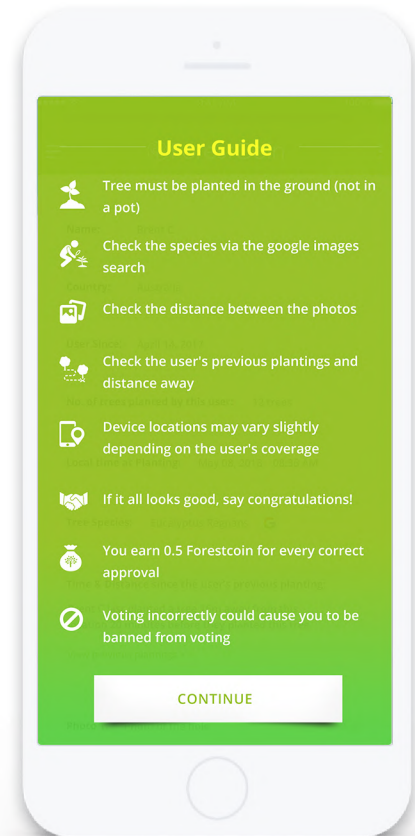 User Guide
Tree must be planted in the ground (not in
a pot)
Check the species via the google images
search
Check the distance between the photos
Check the user's previous plantings and
distance away
Device locations may vary slightly
depending on the user's coverage
If it all looks good, say congratulations!
You earn 0.5 Forestcoin for every correct
approval
Voting incorrectly could cause you to be
banned from voting
CONTINUE